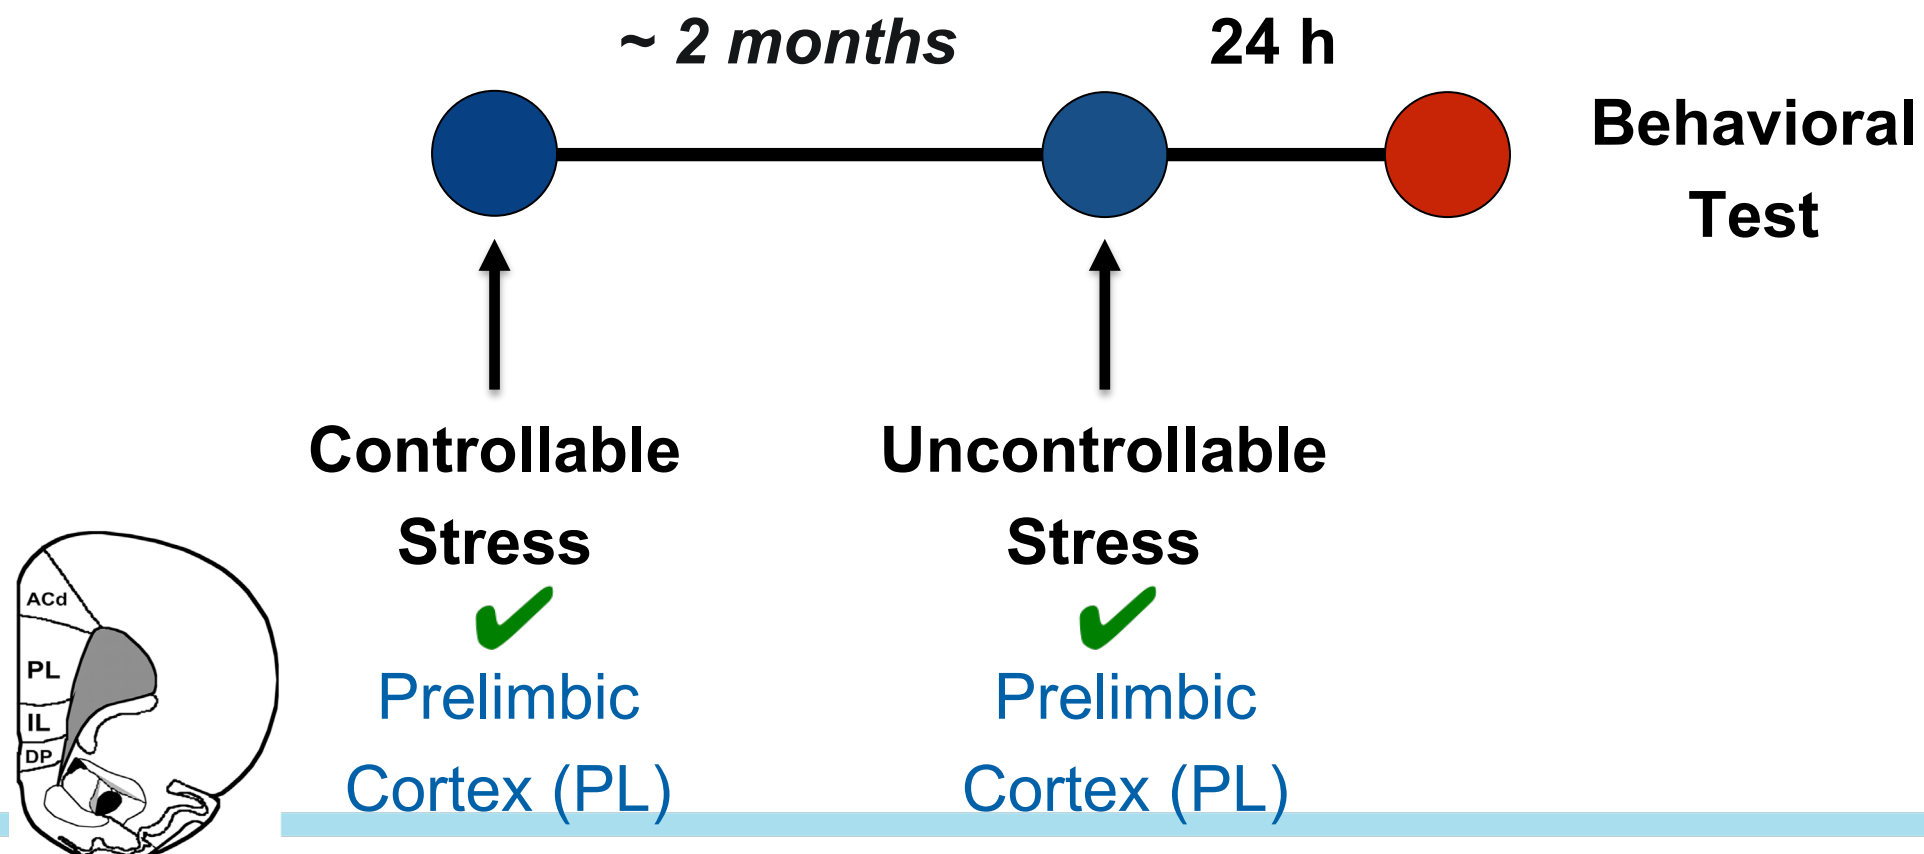 ~ 2 months
24 h
Behavioral
Test
Controllable
Stress
Uncontrollable
Stress
✔
✔
Prelimbic
Cortex (PL)
Prelimbic
Cortex (PL)
ACd
PL
IL
DP